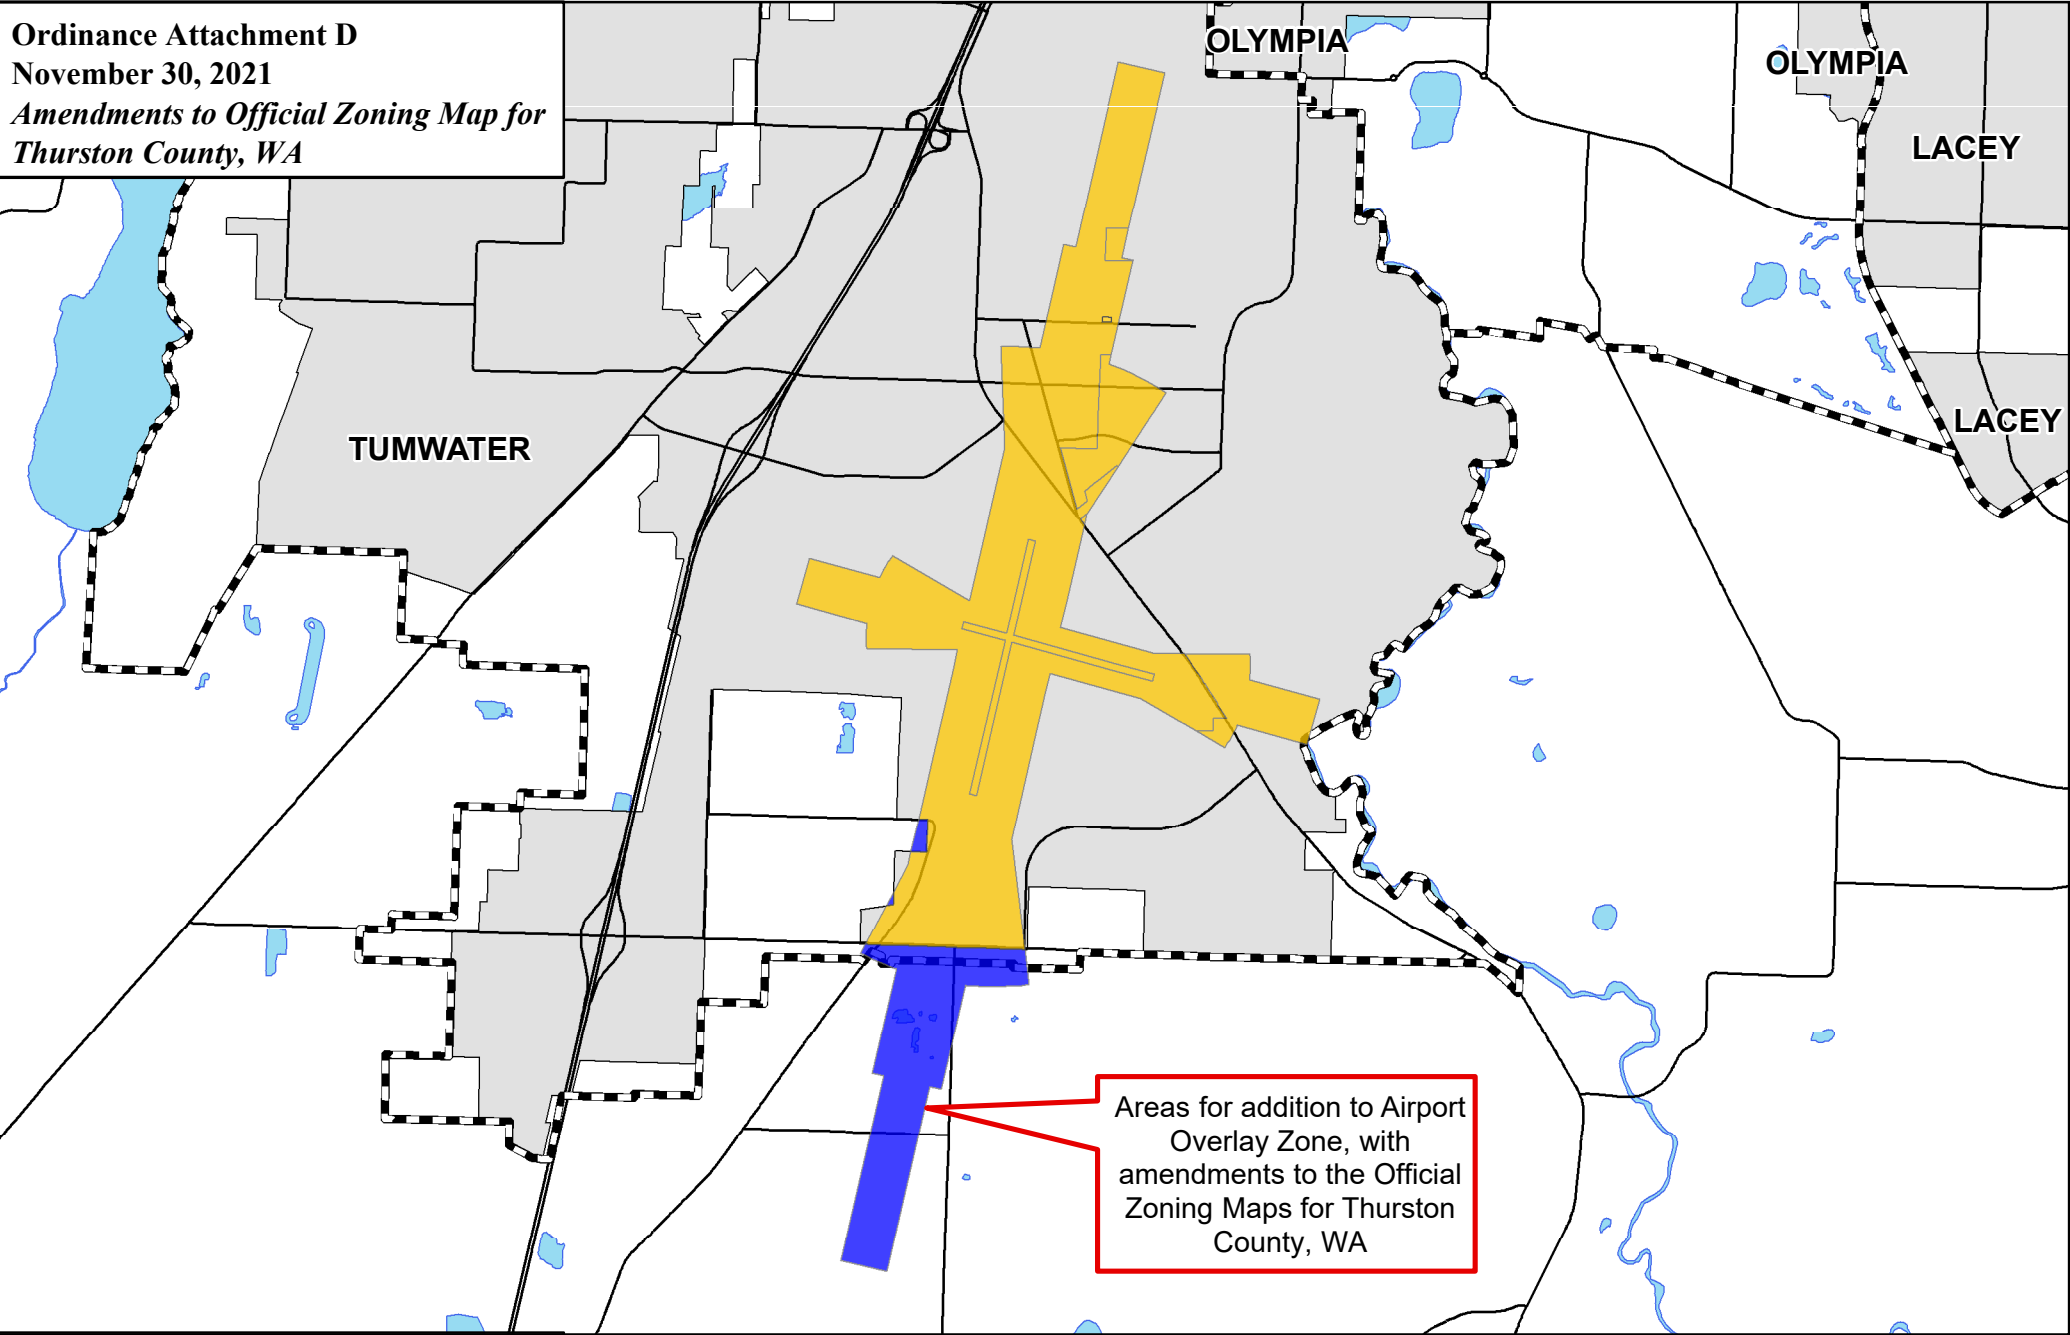 Ordinance Attachment D
November 30, 2021
Amendments to Official Zoning Map for
Thurston County, WA
OLYMPIA
OLYMPIA
LACEY
LACEY
TUMWATER
Areas for addition to Airport
Overlay Zone, with
amendments to the Official
Zoning Maps for Thurston
County, WA